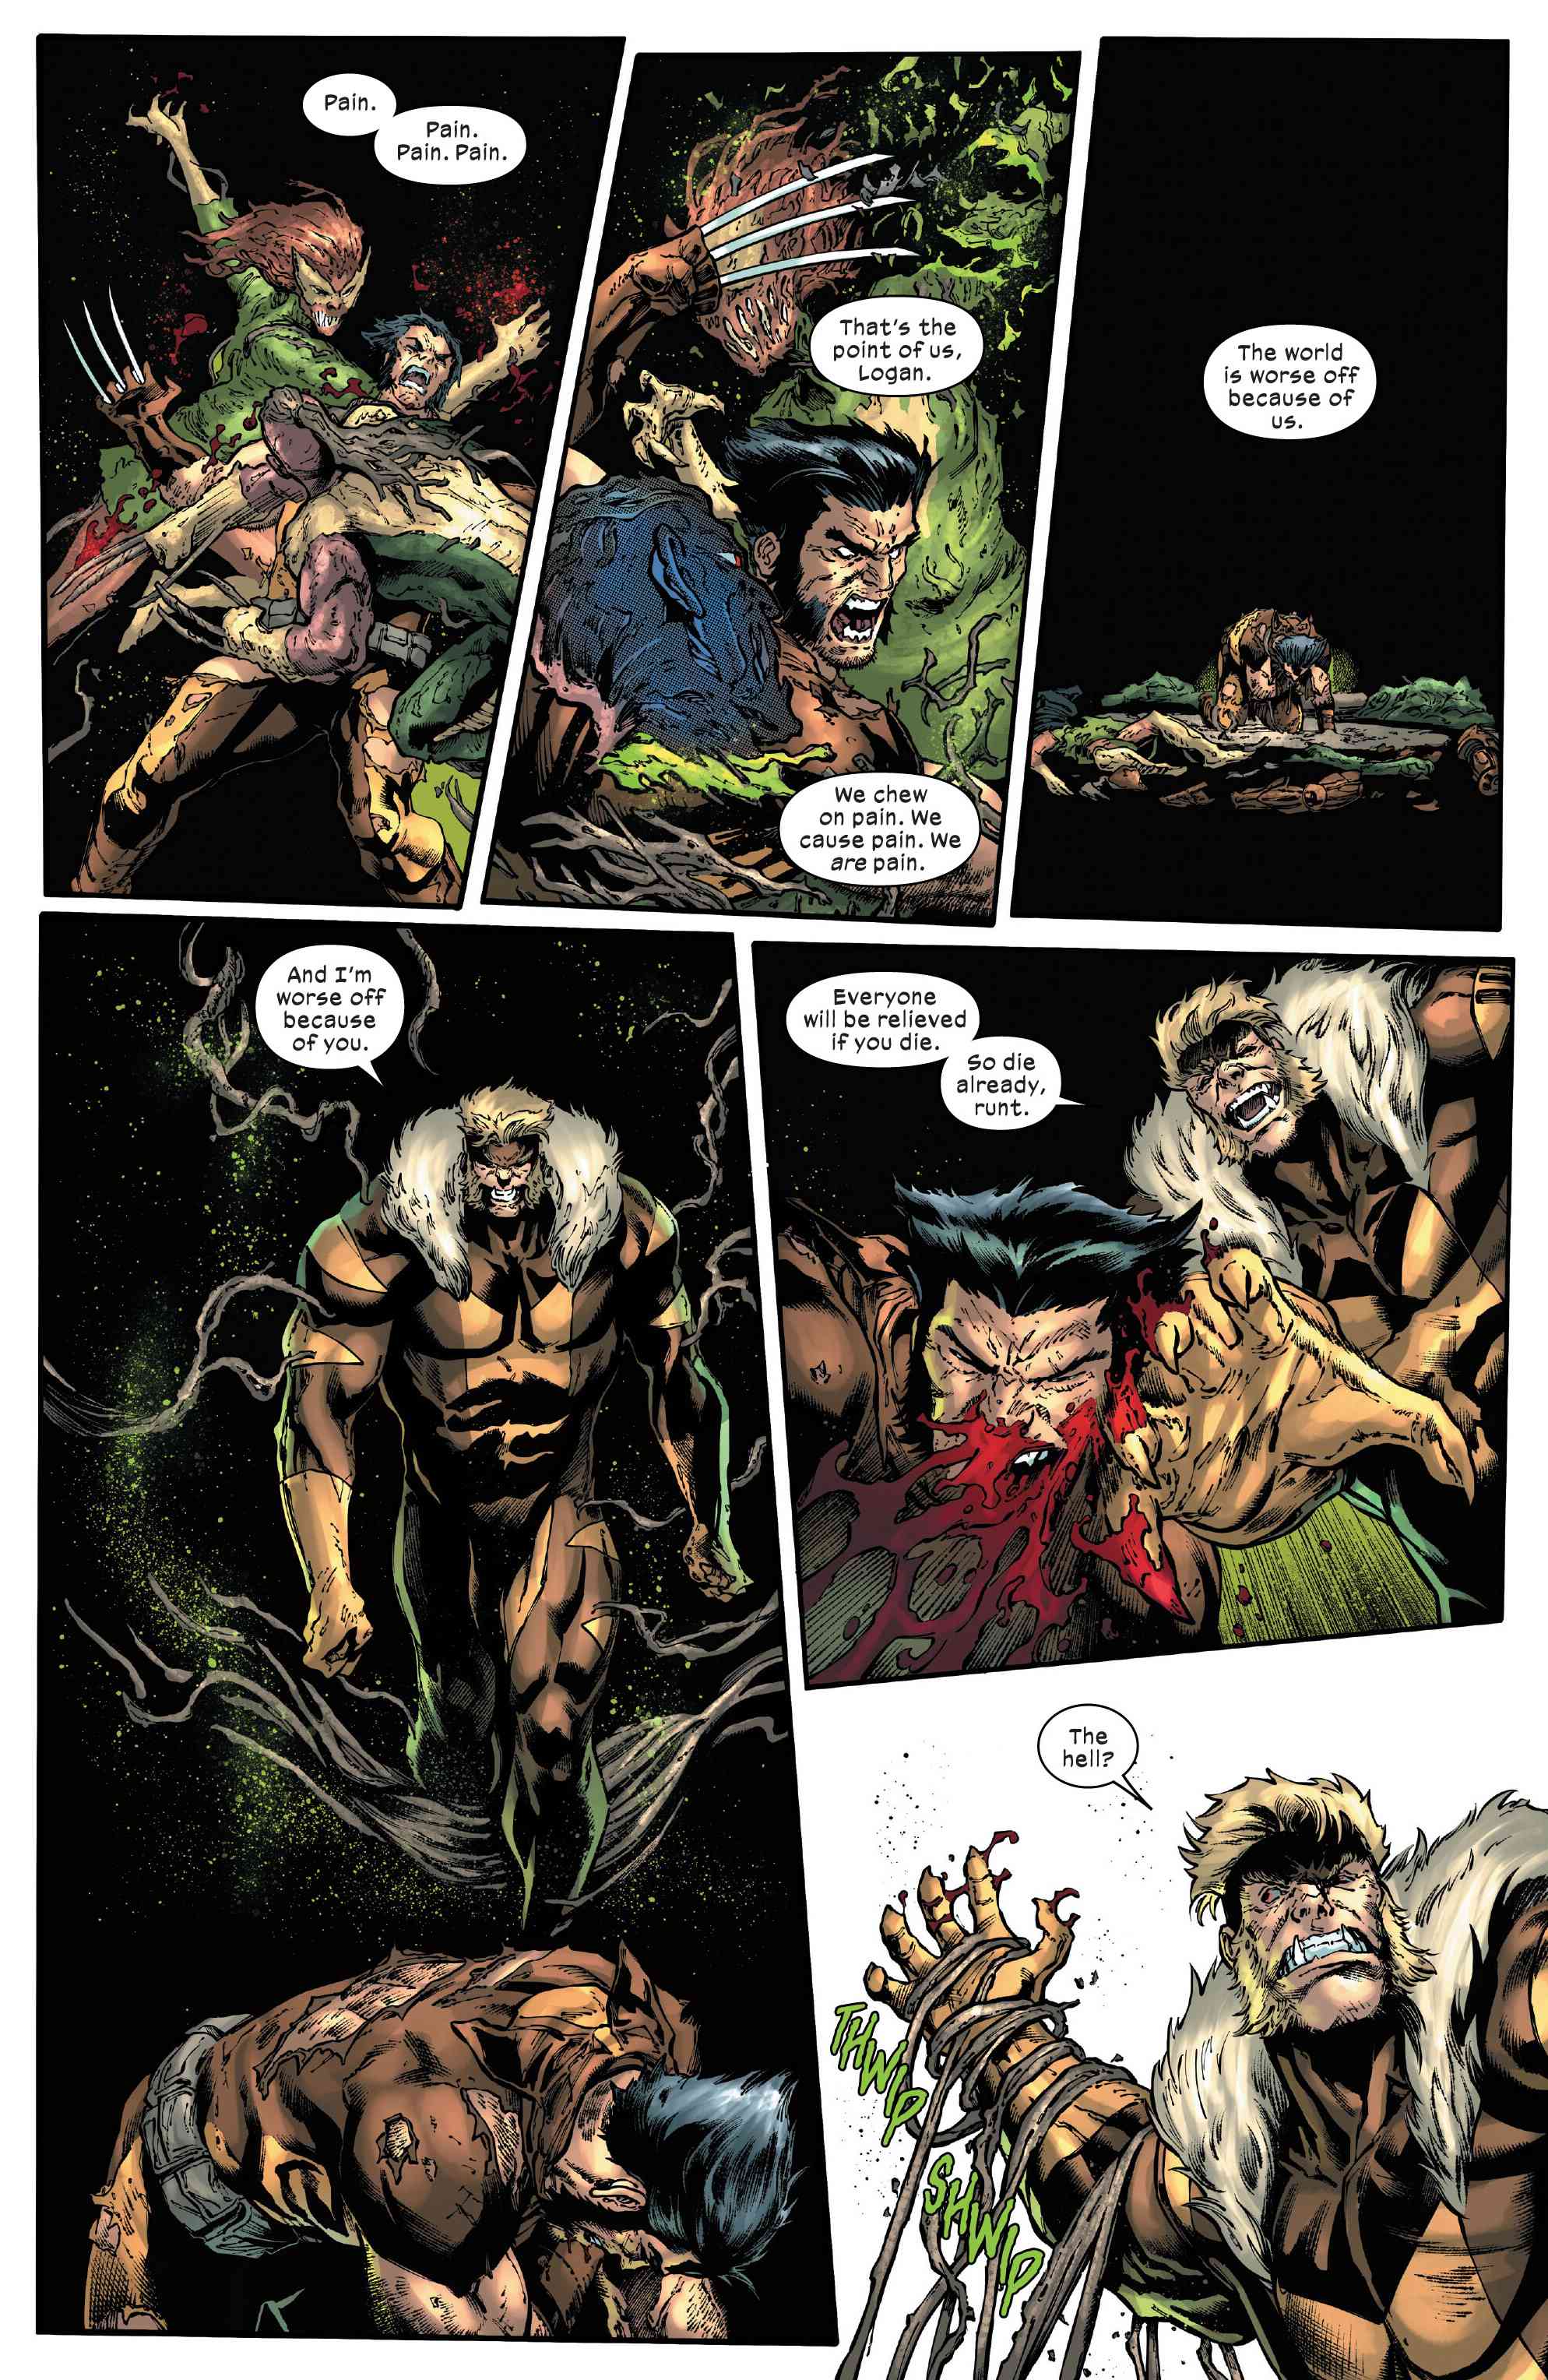 Pain.
Pain.
Pain. Pain.
That's the
point of us,
Logan.
We chew
on pain. We
cause pain. We
are pain.
The world
is worse off
because of
us.
And I'm
worse off
because
of you.
Everyone
will be relieved
if you die.
So die
already,
runt.
The
hell?
THWIP
SHWIP